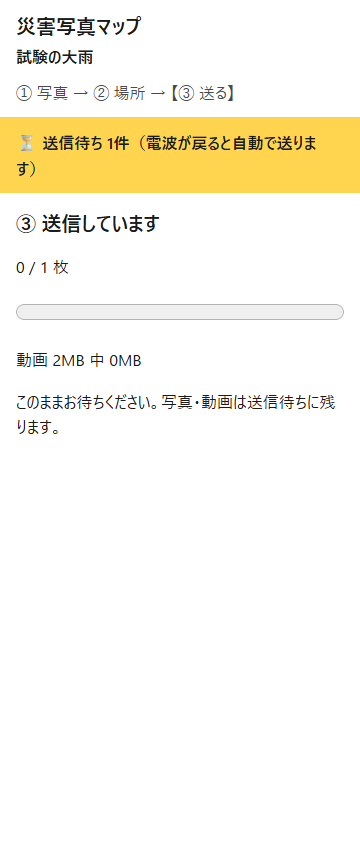 災害写真マップ
試験の大雨
① 写真 → ② 場所 → 【③ 送る】
⏳ 送信待ち 1件（電波が戻ると自動で送りま
す）
③ 送信しています
0 / 1 枚
動画 2MB 中 0MB
このままお待ちください。写真・動画は送信待ちに残
ります。